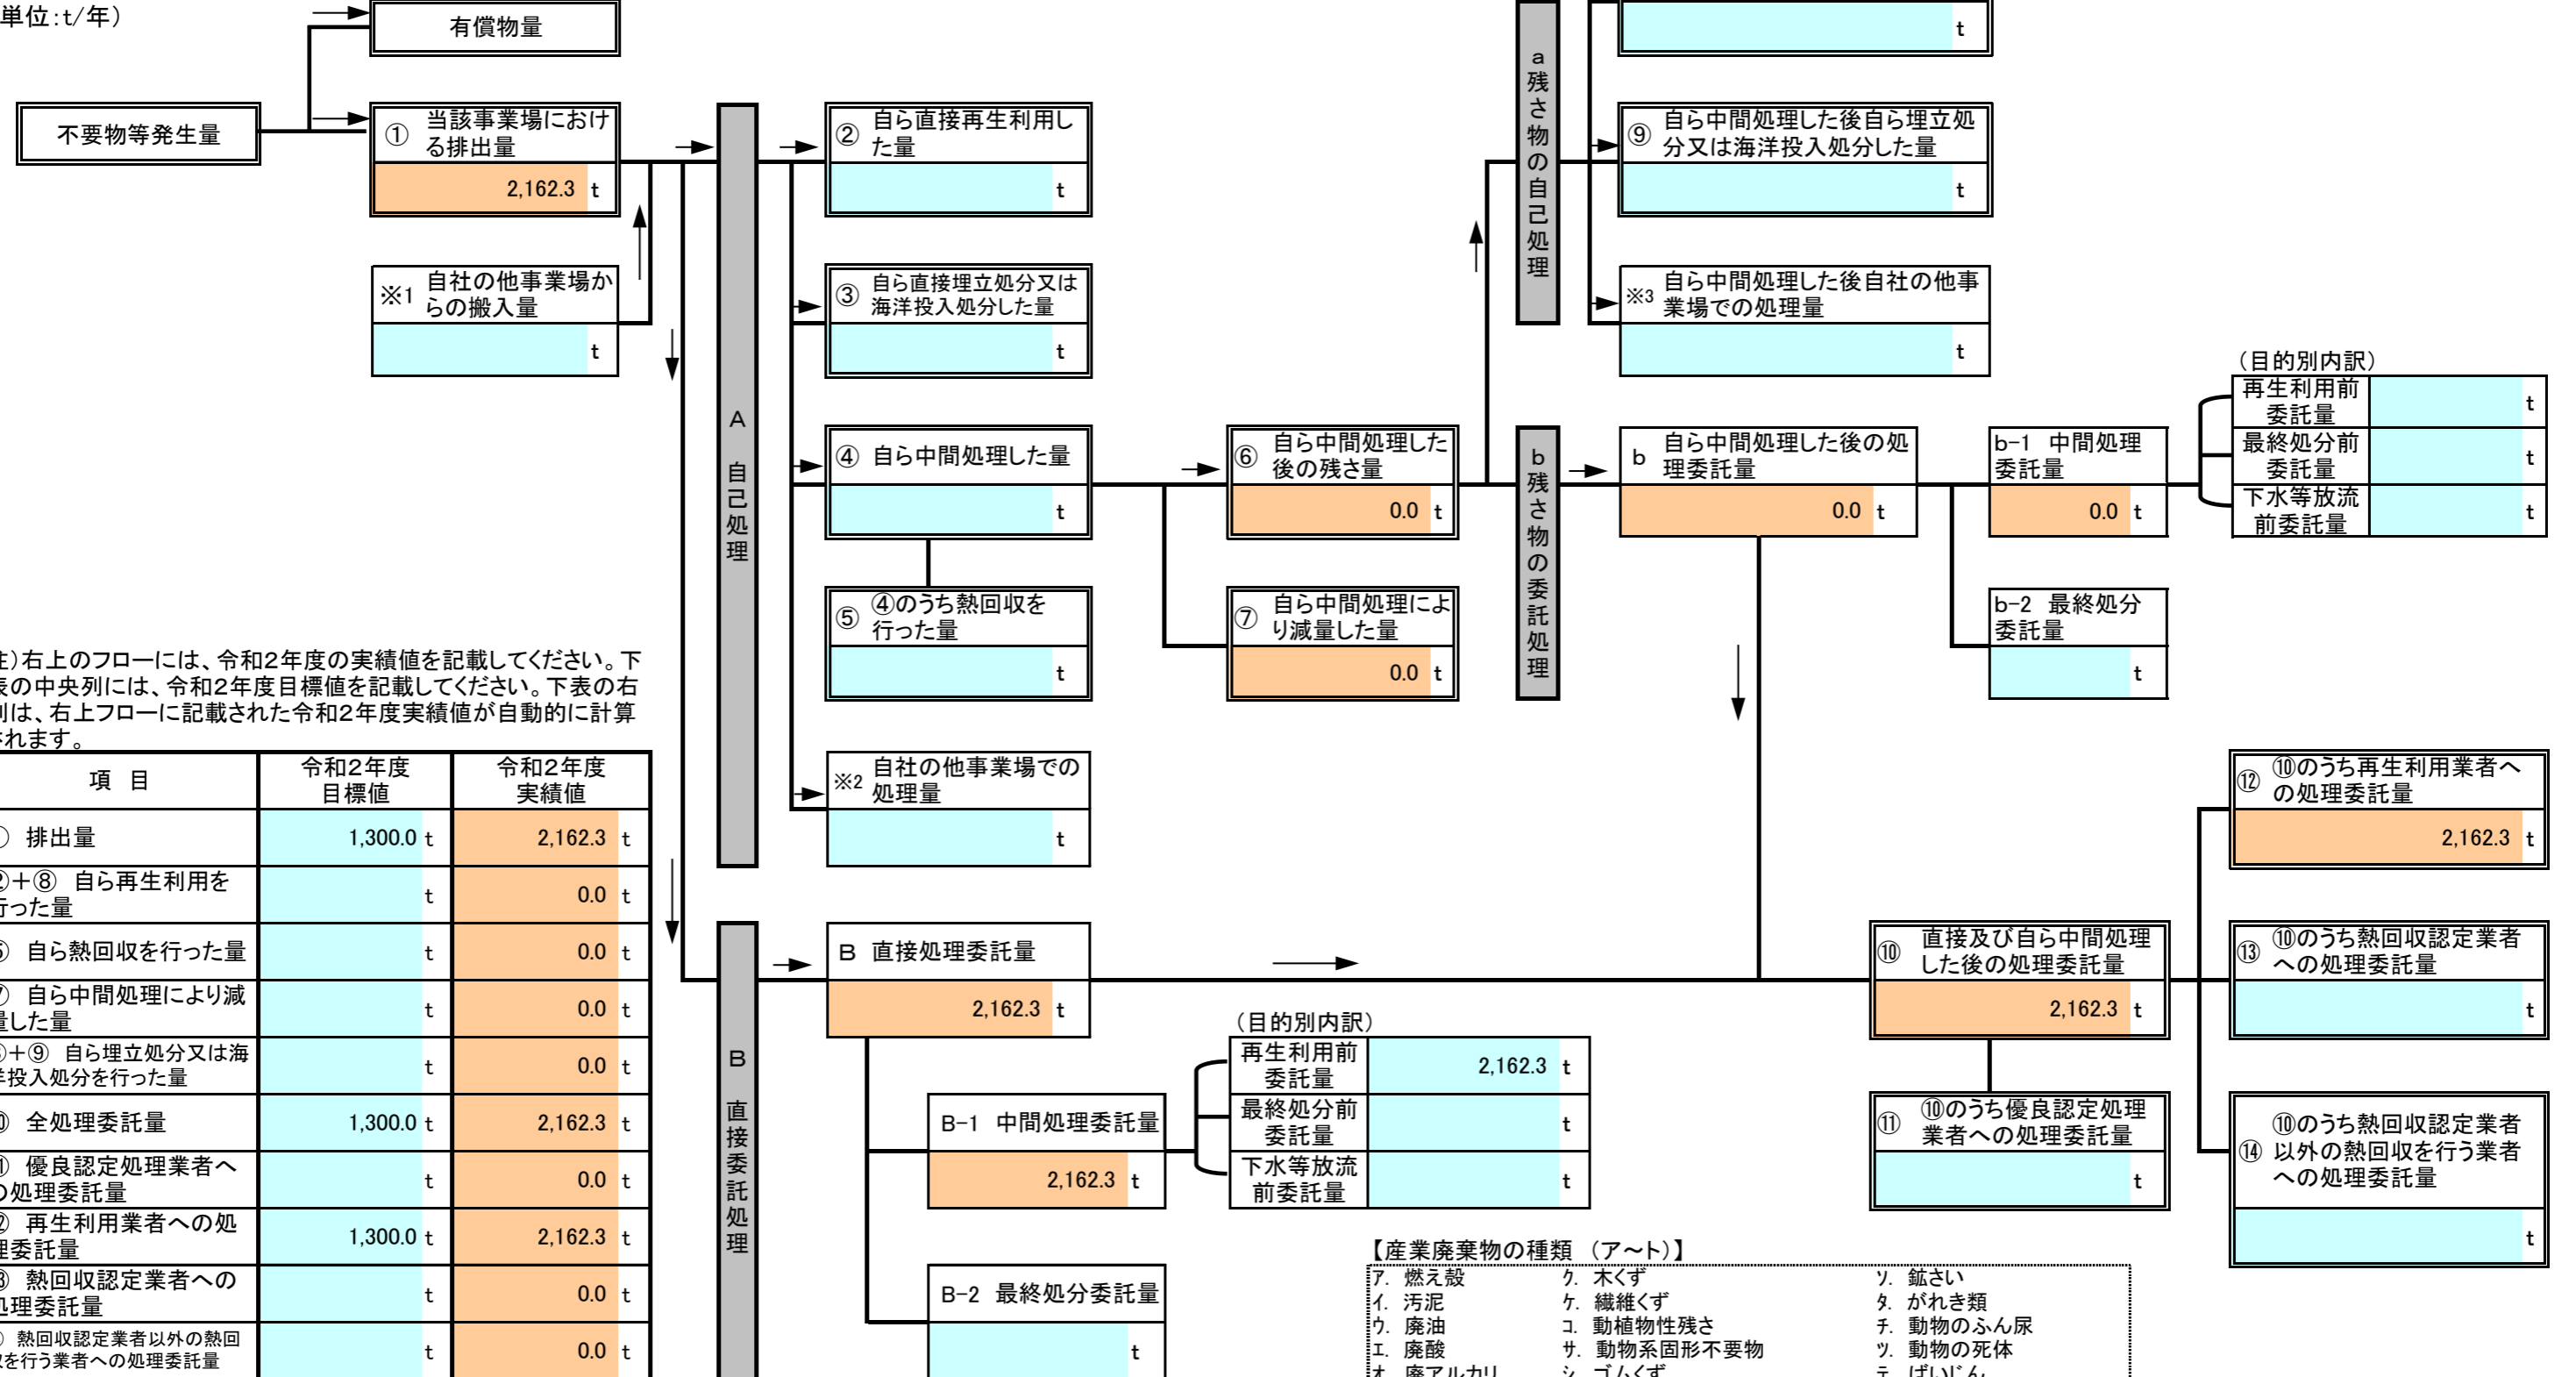 単位:t/年)
有償物量
不要物等発生量
① 当該事業場におけ
る排出量
2,162.3 t
※1 自社の他事業場か
らの搬入量
t
A 自己処理
② 自ら直接再生利用し
た量
t
③ 自ら直接埋立処分又は
海洋投入処分した量
t
④ 自ら中間処理した量
t
⑤ ④のうち熱回収を
行った量
t
※2 自社の他事業場での
処理量
t
⑥ 自ら中間処理した
後の残さ量
0.0 t
⑦ 自ら中間処理によ
り減量した量
0.0 t
a 残さ物の自己処理
t
⑨ 自ら中間処理した後自ら埋立処
分又は海洋投入処分した量
t
※3 自ら中間処理した後自社の他事
業場での処理量
t
b 残さ物の委託処理
b 自ら中間処理した後の処
理委託量
0.0 t
b-1 中間処理
委託量
0.0 t
b-2 最終処分
委託量
t
(目的別内訳)
再生利用前
委託量
t
最終処分前
委託量
t
下水等放流
前委託量
t
)右上のフローには、令和2年度の実績値を記載してください。下
表の中央列には、令和2年度目標値を記載してください。下表の右
列は、右上フローに記載された令和2年度実績値が自動的に計算
されます。
項 目
令和2年度
目標値
令和2年度
実績値
① 排出量 1,300.0 t 2,162.3 t
②+⑧ 自ら再生利用を
行った量 t 0.0 t
⑤ 自ら熱回収を行った量 t 0.0 t
⑦ 自ら中間処理により減
量した量 t 0.0 t
③+⑨ 自ら埋立処分又は海
洋投入処分を行った量 t 0.0 t
⑩ 全処理委託量 1,300.0 t 2,162.3 t
⑪ 優良認定処理業者へ
の処理委託量 t 0.0 t
⑫ 再生利用業者への処
理委託量 1,300.0 t 2,162.3 t
⑬ 熱回収認定業者への
処理委託量 t 0.0 t
熱回収認定業者以外の熱回
収を行う業者への処理委託量 t 0.0 t
B 直接委託処理
B 直接処理委託量
2,162.3 t
B-1 中間処理委託量
2,162.3 t
B-2 最終処分委託量
t
(目的別内訳)
再生利用前
委託量
2,162.3 t
最終処分前
委託量
t
下水等放流
前委託量
t
⑩ 直接及び自ら中間処理
した後の処理委託量
2,162.3 t
⑪ ⑩のうち優良認定処理
業者への処理委託量
t
⑫ ⑩のうち再生利用業者へ
の処理委託量
2,162.3 t
⑬ ⑩のうち熱回収認定業者
への処理委託量
t
⑩のうち熱回収認定業者
⑭ 以外の熱回収を行う業者
への処理委託量
t
【産業廃棄物の種類 (ア~ト)】
ア. 燃え殻 ク. 木くず ソ. 鉱さい
イ. 汚泥 ケ. 繊維くず タ. がれき類
ウ. 廃油 コ. 動植物性残さ チ. 動物のふん尿
エ. 廃酸 サ. 動物系固形不要物 ツ. 動物の死体
オ. 廃アルカリ シ. ゴムくず テ. ばいじん